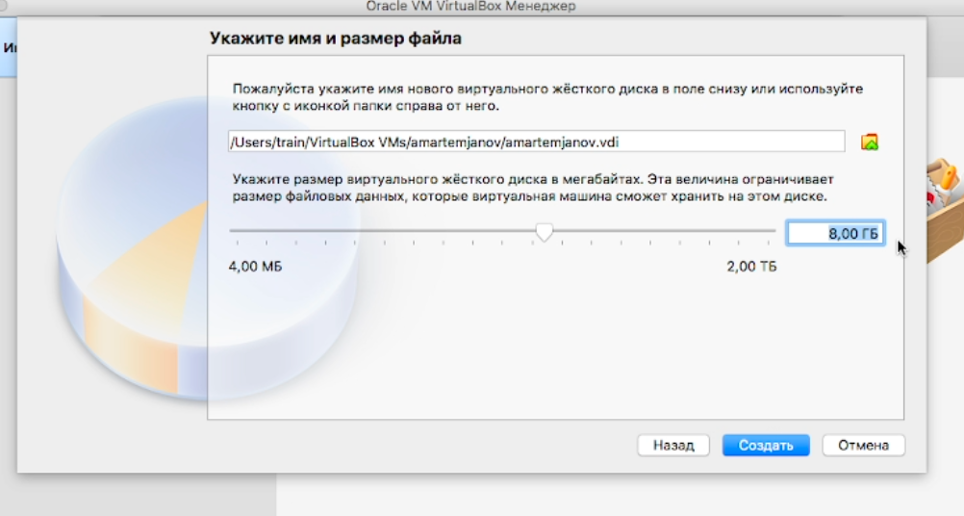 Oracle VM VirtualBox Менеджер
Укажите имя и размер файла
Пожалуйста укажите имя нового виртуального жёсткого диска в поле снизу или используйте
кнопку с иконкой папки справа от него.
/Users/train/VirtualBox VMs/amartemjanov/amartemjanov.vdi
Укажите размер виртуального жёсткого диска в мегабайтах. Эта величина ограничивает
размер файловых данных, которые виртуальная машина сможет хранить на этом диске.
8,00 ГБ
4,00 МБ 2,00 ТБ
Назад Создать Отмена